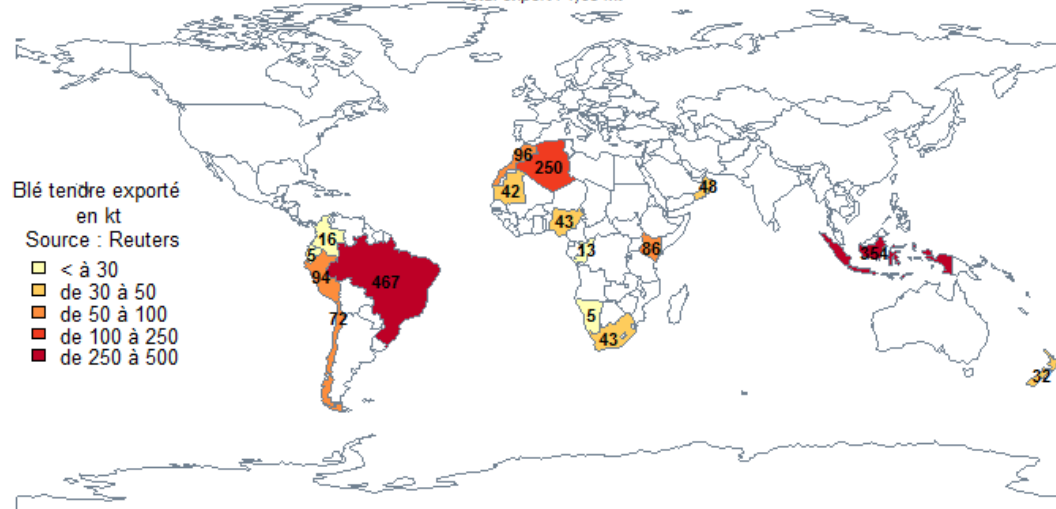 Blé tendre exporté
en kt
Source : Reuters
< à 30
de 30 à 50
de 50 à 100
de 100 à 250
de 250 à 500
96
250
42
48
43
13
86
16
5
94
467
72
354
5
43
32